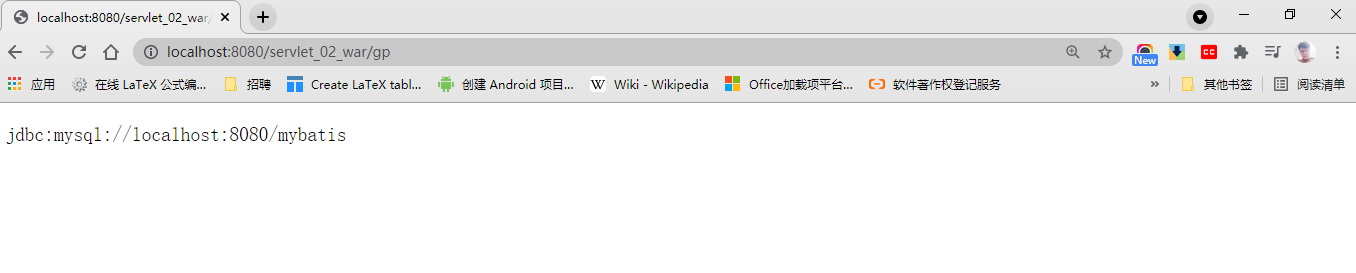 localhost:8080/servlet_02_war/
localhost:8080/servlet_02_war/gp
New
CC
应用 在线 LaTeX 公式编... 招聘 Create LaTeX tabl... 创建 Android 项目... W Wiki - Wikipedia Office加载项平台... 软件著作权登记服务 » 其他书签 阅读清单
jdbc:mysql://localhost:8080/mybatis